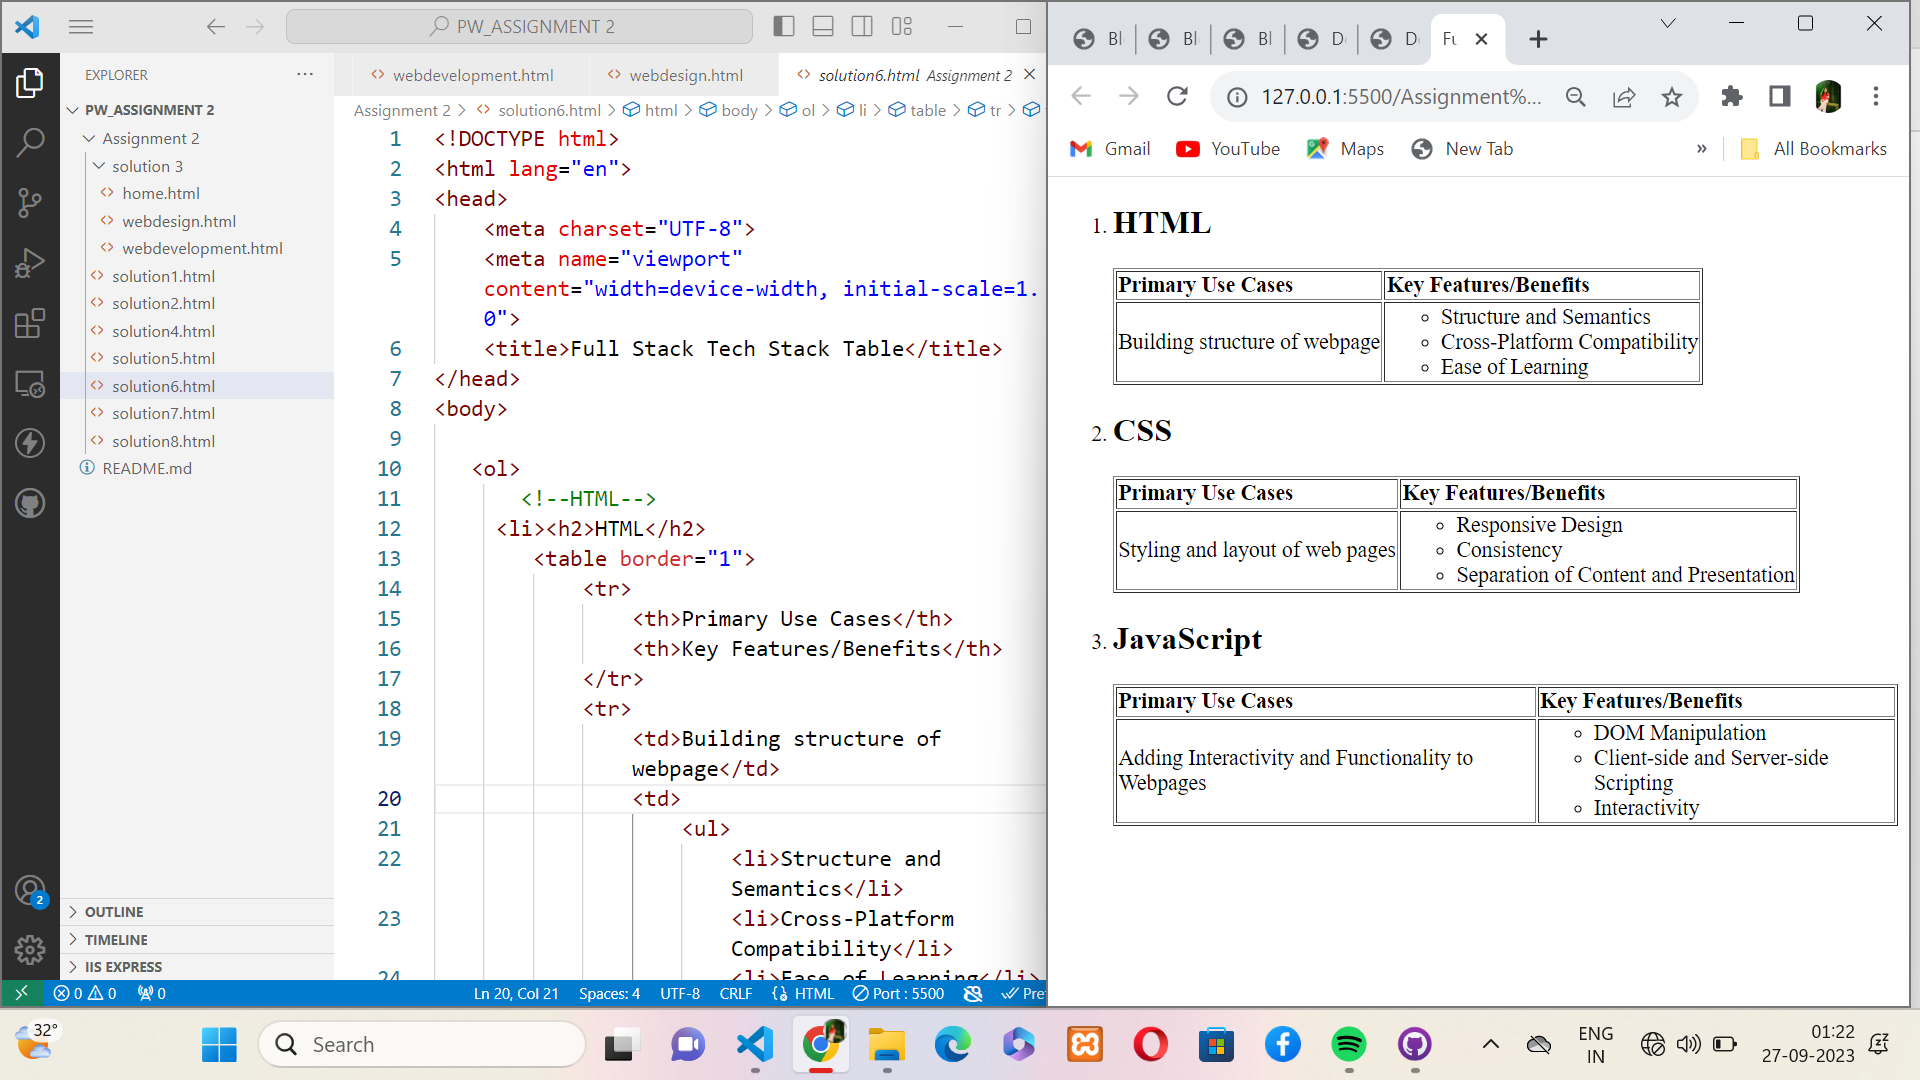 PW_ASSIGNMENT 2
EXPLORER
PW_ASSIGNMENT 2
Assignment 2
solution 3
home.html
webdesign.html
webdevelopment.html
solution1.html
solution2.html
solution4.html
solution5.html
solution6.html
solution7.html
solution8.html
README.md
OUTLINE
TIMELINE
IIS EXPRESS
2
webdevelopment.html
webdesign.html
solution6.html Assignment 2
Assignment 2 > solution6.html > html > body > ol > li > table > tr >
1 <!DOCTYPE html>
2 <html lang="en">
3 <head>
4 <meta charset="UTF-8">
5 <meta name="viewport"
content="width=device-width, initial-scale=1.
0">
6 <title>Full Stack Tech Stack Table</title>
7 </head>
8 <body>
9
10 <ol>
11 <!--HTML-->
12 <li><h2>HTML</h2>
13 <table border="1">
14 <tr>
15 <th>Primary Use Cases</th>
16 <th>Key Features/Benefits</th>
17 </tr>
18 <tr>
19 <td>Building structure of
webpage</td>
20 <td>
21 <ul>
22 <li>Structure and
Semantics</li>
23 <li>Cross-Platform
Compatibility</li>
24 <li>Ease of Learning</li>
0 0 0 Ln 20, Col 21 Spaces: 4 UTF-8 CRLF HTML Port : 5500 Pre
Bl Bl Bl D D Fu
127.0.0.1:5500/Assignment%...
Gmail YouTube Maps New Tab » All Bookmarks
1. HTML
Primary Use Cases Key Features/Benefits
Building structure of webpage
Structure and Semantics
Cross-Platform Compatibility
Ease of Learning
2. CSS
Primary Use Cases Key Features/Benefits
Styling and layout of web pages
Responsive Design
Consistency
Separation of Content and Presentation
3. JavaScript
Primary Use Cases Key Features/Benefits
Adding Interactivity and Functionality to
Webpages
DOM Manipulation
Client-side and Server-side
Scripting
Interactivity
32°
Search
ENG
IN
01:22
27-09-2023